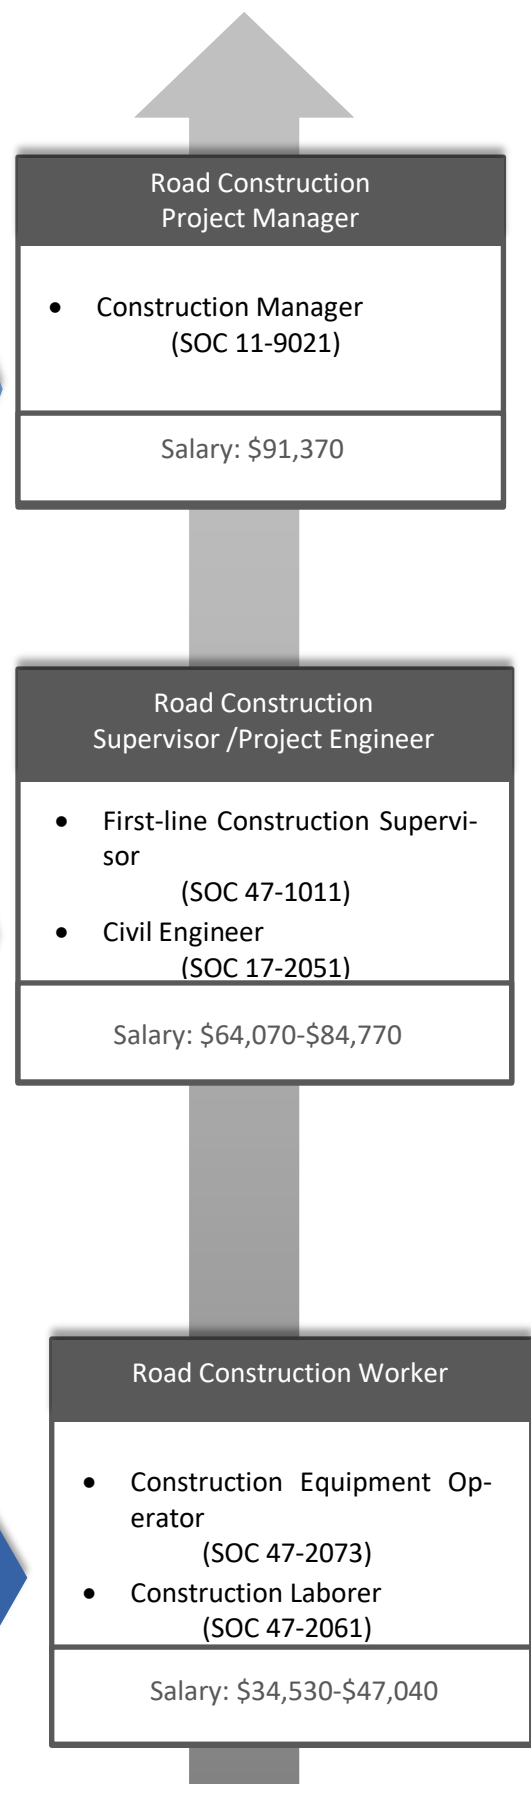 Road Construction
Project Manager
• Construction Manager
(SOC 11-9021)
Salary: $91,370
Road Construction
Supervisor /Project Engineer
• First-line Construction Supervi-
sor
(SOC 47-1011)
• Civil Engineer
(SOC 17-2051)
Salary: $64,070-$84,770
Road Construction Worker
• Construction Equipment Op-
erator
(SOC 47-2073)
• Construction Laborer
(SOC 47-2061)
Salary: $34,530-$47,040